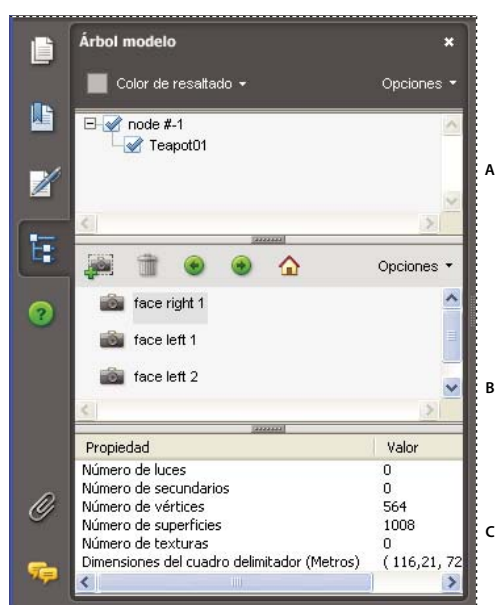 Árbol modelo
Color de resaltado
Opciones
node #-1
Teapot01
A
Opciones
face right 1
face left 1
face left 2
B
Propiedad Valor
Número de luces 0
Número de secundarios 0
Número de vértices 564
Número de superficies 1008
Número de texturas 0
Dimensiones del cuadro delimitador (Metros) ( 116,21, 72
C